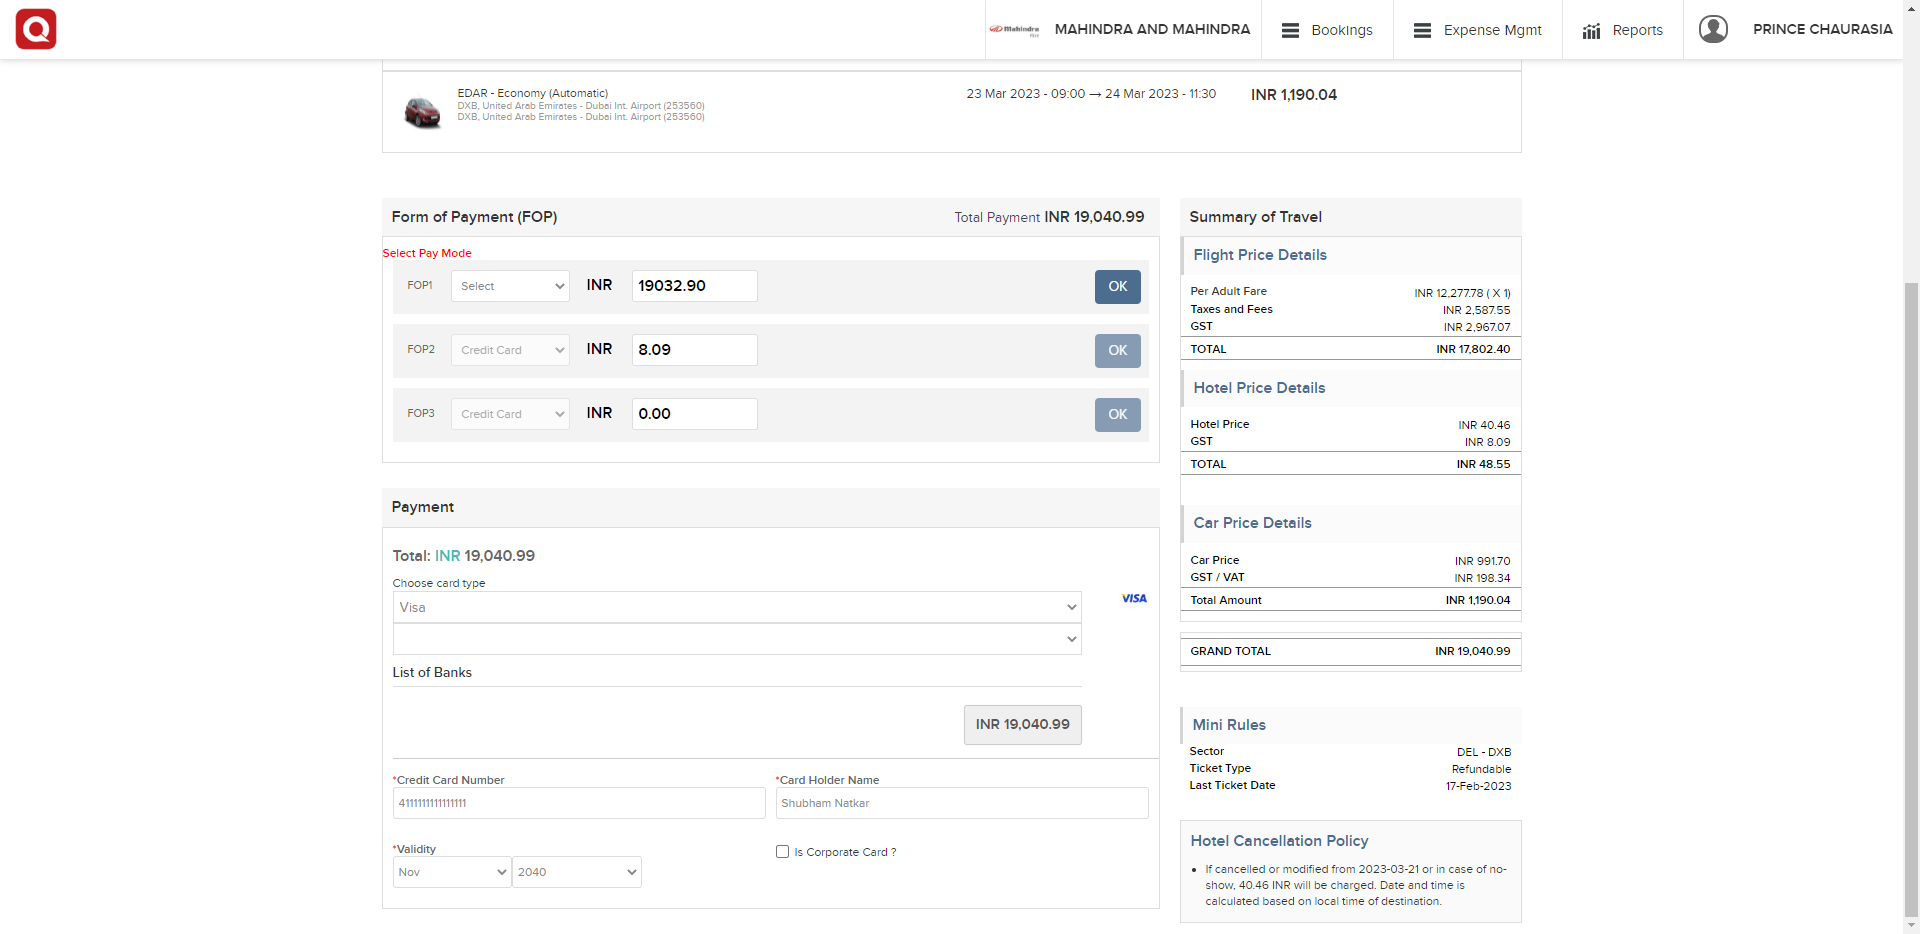 Q
Mahindra
MAHINDRA AND MAHINDRA
Bookings
Expense Mgmt
Reports
PRINCE CHAURASIA
EDAR - Economy (Automatic)
DXB, United Arab Emirates - Dubai Int. Airport (253560)
DXB, United Arab Emirates - Dubai Int. Airport (253560)
23 Mar 2023 - 09:00 → 24 Mar 2023 - 11:30
INR 1,190.04
Form of Payment (FOP)
Total Payment INR 19,040.99
Select Pay Mode
FOP1 Select INR 19032.90 OK
FOP2 Credit Card INR 8.09 OK
FOP3 Credit Card INR 0.00 OK
Payment
Total: INR 19,040.99
Choose card type
Visa
VISA
List of Banks
INR 19,040.99
*Credit Card Number
4111111111111111
*Card Holder Name
Shubham Natkar
*Validity
Nov 2040
Is Corporate Card ?
Summary of Travel
Flight Price Details
Per Adult Fare INR 12,277.78 ( X 1)
Taxes and Fees INR 2,587.55
GST INR 2,967.07
TOTAL INR 17,802.40
Hotel Price Details
Hotel Price INR 40.46
GST INR 8.09
TOTAL INR 48.55
Car Price Details
Car Price INR 991.70
GST / VAT INR 198.34
Total Amount INR 1,190.04
GRAND TOTAL INR 19,040.99
Mini Rules
Sector DEL - DXB
Ticket Type Refundable
Last Ticket Date 17-Feb-2023
Hotel Cancellation Policy
• If cancelled or modified from 2023-03-21 or in case of no-
show, 40.46 INR will be charged. Date and time is
calculated based on local time of destination.